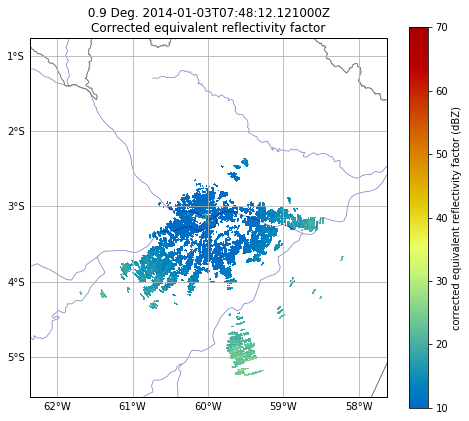 0.9 Deg. 2014-01-03T07:48:12.121000Z
Corrected equivalent reflectivity factor
1°S
2°S
3°S
4°S
5°S
62°W 61°W 60°W 59°W 58°W
70
60
50
40
30
20
10
corrected equivalent reflectivity factor (dBZ)